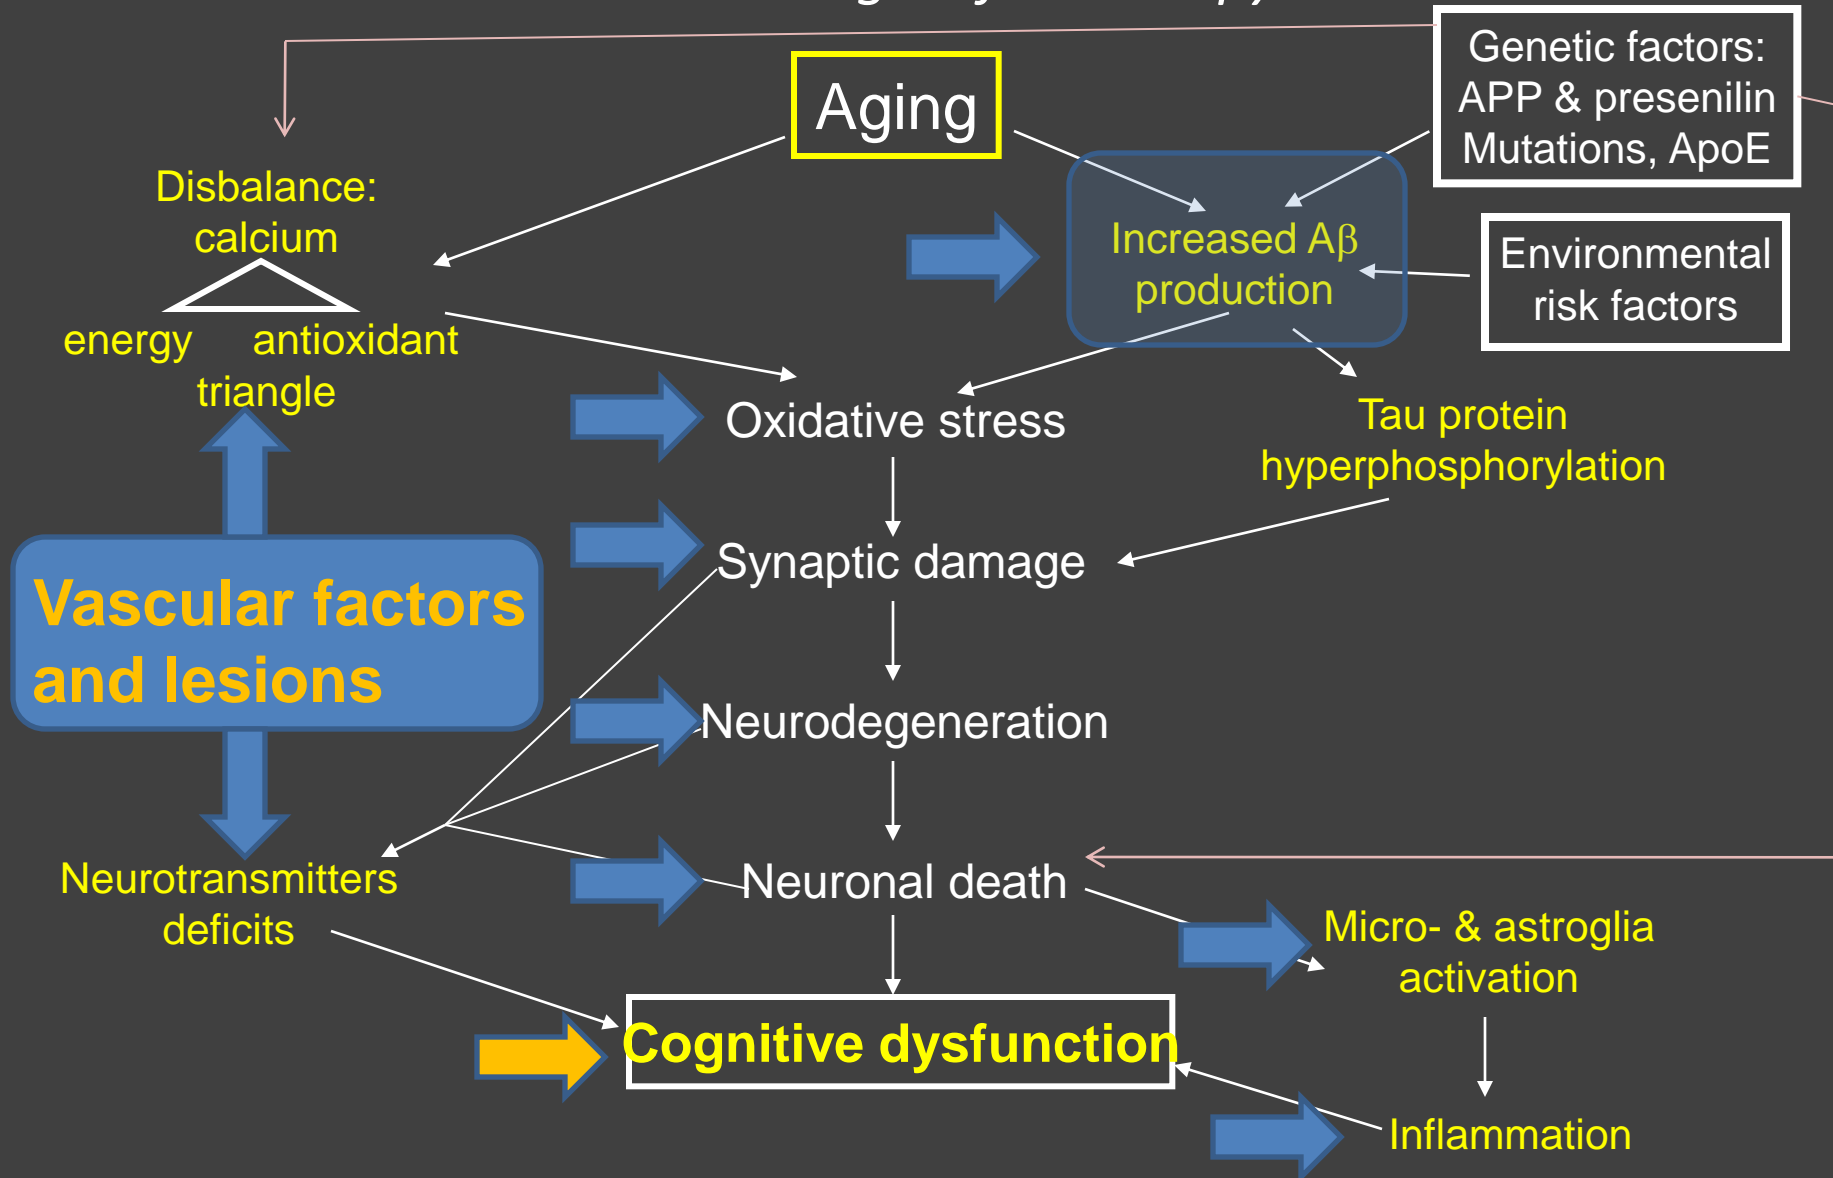 Genetic factors:
APP & presenilin
Mutations, ApoE
Aging
Disbalance:
calcium
energy antioxidant
triangle
Increased Aβ
production
Environmental
risk factors
Oxidative stress
Tau protein
hyperphosphorylation
Synaptic damage
Vascular factors
and lesions
Neurodegeneration
Neurotransmitters
deficits
Neuronal death
Micro- & astroglia
activation
Cognitive dysfunction
Inflammation